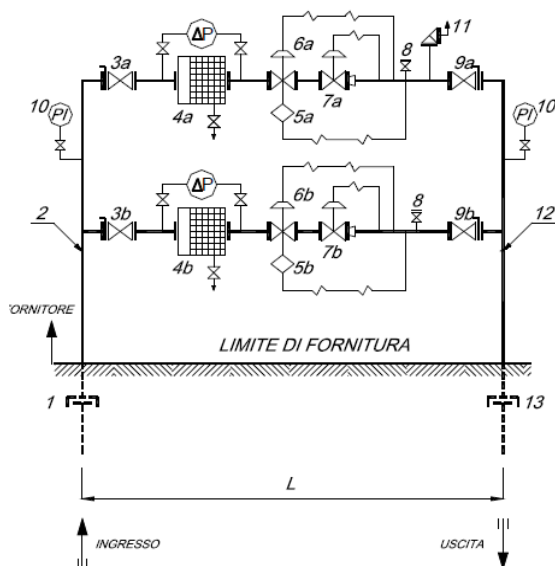 3a
ΔP
6a
8
11
9a
10
PI
4a
5a
7a
PI
10
ΔP
6b
8
2
3b
9b
12
4b
5b
7b
ORNITORE
LIMITE DI FORNITURA
1
13
L
INGRESSO
USCITA